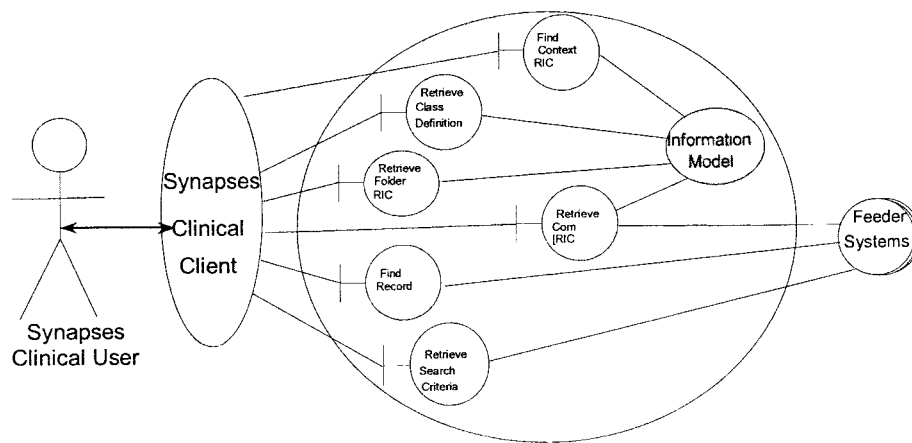 Find
Context
RIC
Retrieve
Class
Definition
Information
Model
Retrieve
Folder
RIC
Synapses
Clinical
Client
Retrieve
Com
[RIC
Feeder
Systems
Find
Record
Retrieve
Search
Criteria
Synapses
Clinical User